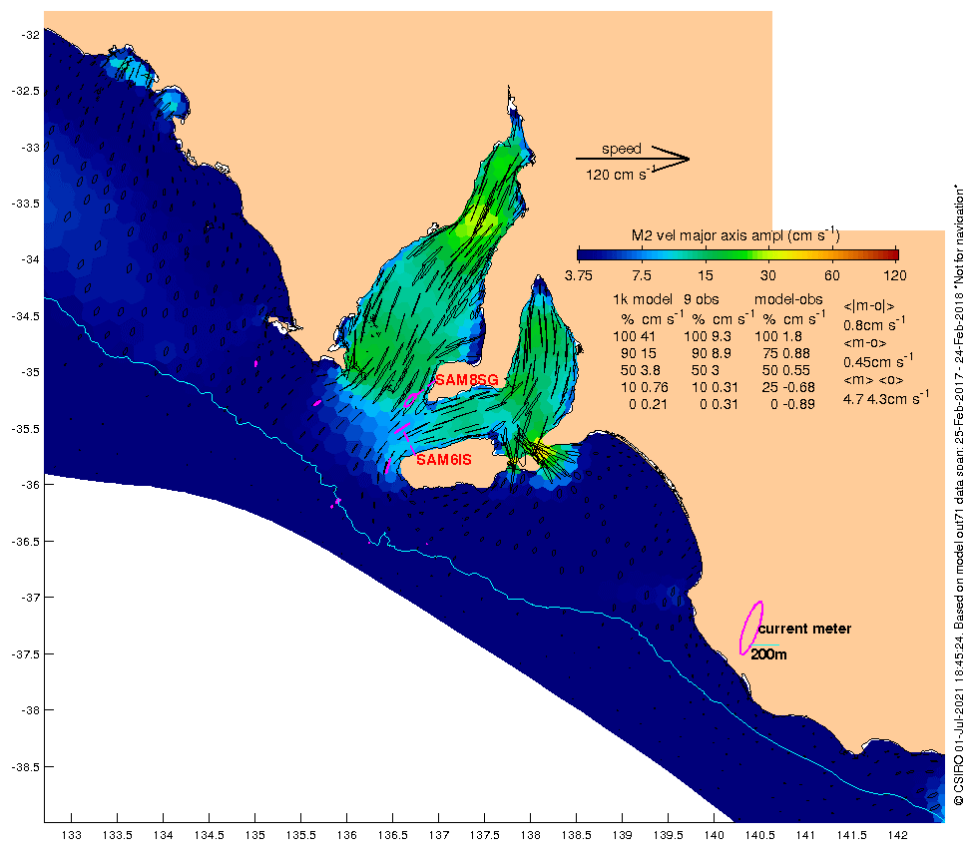 -32
-32.5
-33
-33.5
-34
-34.5
-35
-35.5
-36
-36.5
-37
-37.5
-38
-38.5
133 133.5 134 134.5 135 135.5 136 136.5 137 137.5 138 138.5 139 139.5 140 140.5 141 141.5 142
speed
120 cm s⁻¹
M2 vel major axis ampl (cm s⁻¹)
3.75 7.5 15 30 60 120
1k model 9 obs model-obs
% cm s⁻¹ % cm s⁻¹ % cm s⁻¹
100 41 100 9.3 100 1.8
90 15 90 8.9 75 0.88
50 3.8 50 3 50 0.55
10 0.76 10 0.31 25 -0.68
0 0.21 0 0.31 0 -0.89
<|m-o|>
0.8cm s⁻¹
<m-o>
0.45cm s⁻¹
<m> <o>
4.7 4.3cm s⁻¹
SAM8SG
SAM6IS
current meter
200m
© CSIRO 01-Jul-2021 18:45:24. Based on model out71 data span: 25-Feb-2017 - 24-Feb-2018 *Not for navigation*